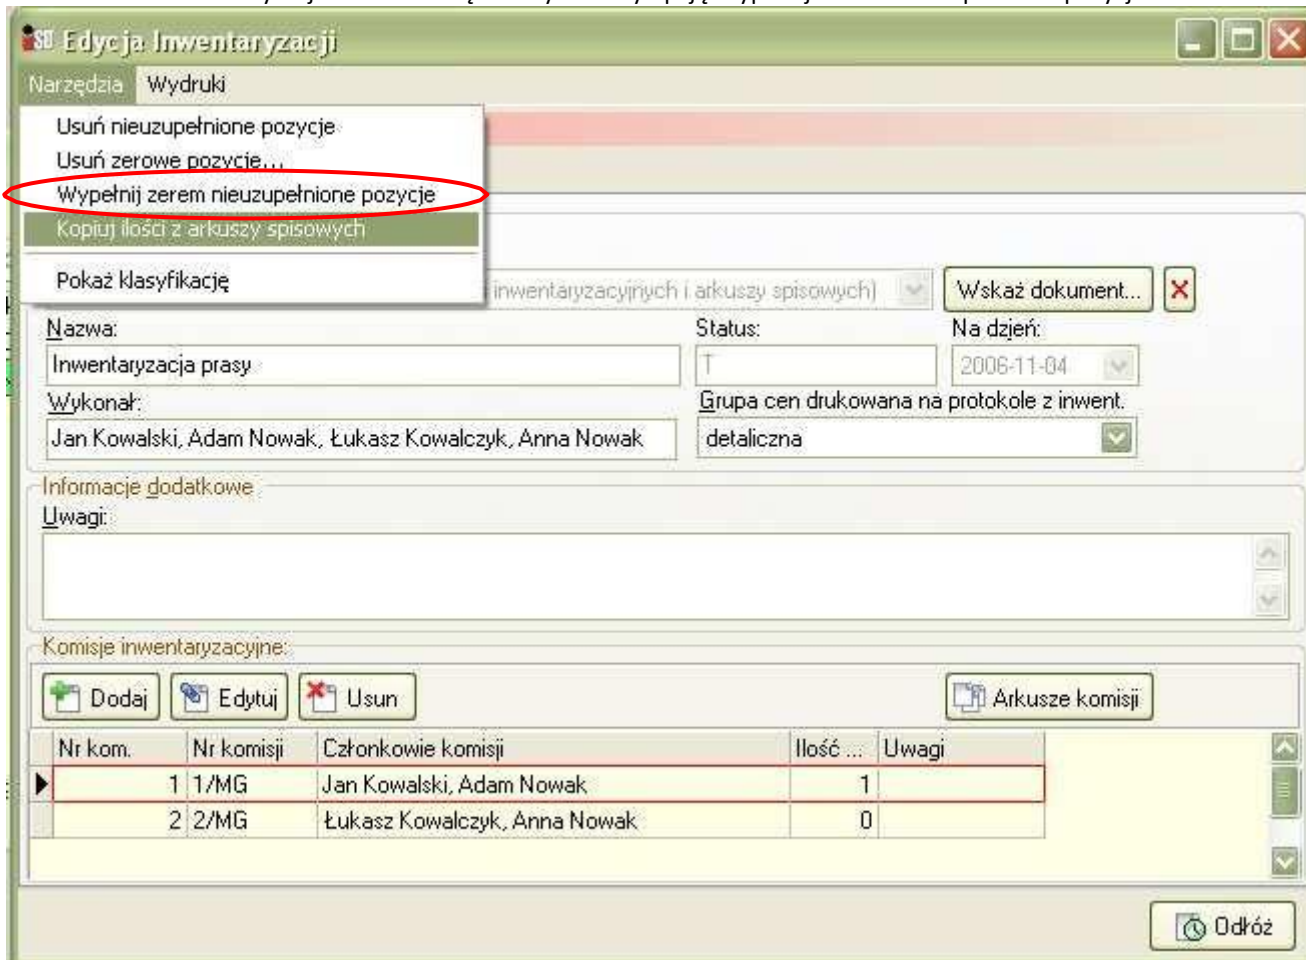 Edycja Inwentaryzacji
Narzędzia Wydruki
Usuń nieuzupełnione pozycje
Usuń zerowe pozycje...
Wypełnij zerem nieuzupełnione pozycje
Kopiuj ilości z arkuszy spisowych
Pokaż klasyfikację
inwentaryzacyjnych i arkuszy spisowych) Wskaż dokument...
Nazwa: Status: Na dzień:
Inwentaryzacja prasy T 2006-11-04
Wykonał: Grupa cen drukowana na protokole z inwent.
Jan Kowalski, Adam Nowak, Łukasz Kowalczyk, Anna Nowak detaliczna
Informacje dodatkowe
Uwagi:
Komisje inwentaryzacyjne:
Dodaj Edytuj Usun Arkusze komisji
Nr kom. Nr komisji Członkowie komisji Ilość ... Uwagi
1 1/MG Jan Kowalski, Adam Nowak 1
2 2/MG Łukasz Kowalczyk, Anna Nowak 0
Odłóż